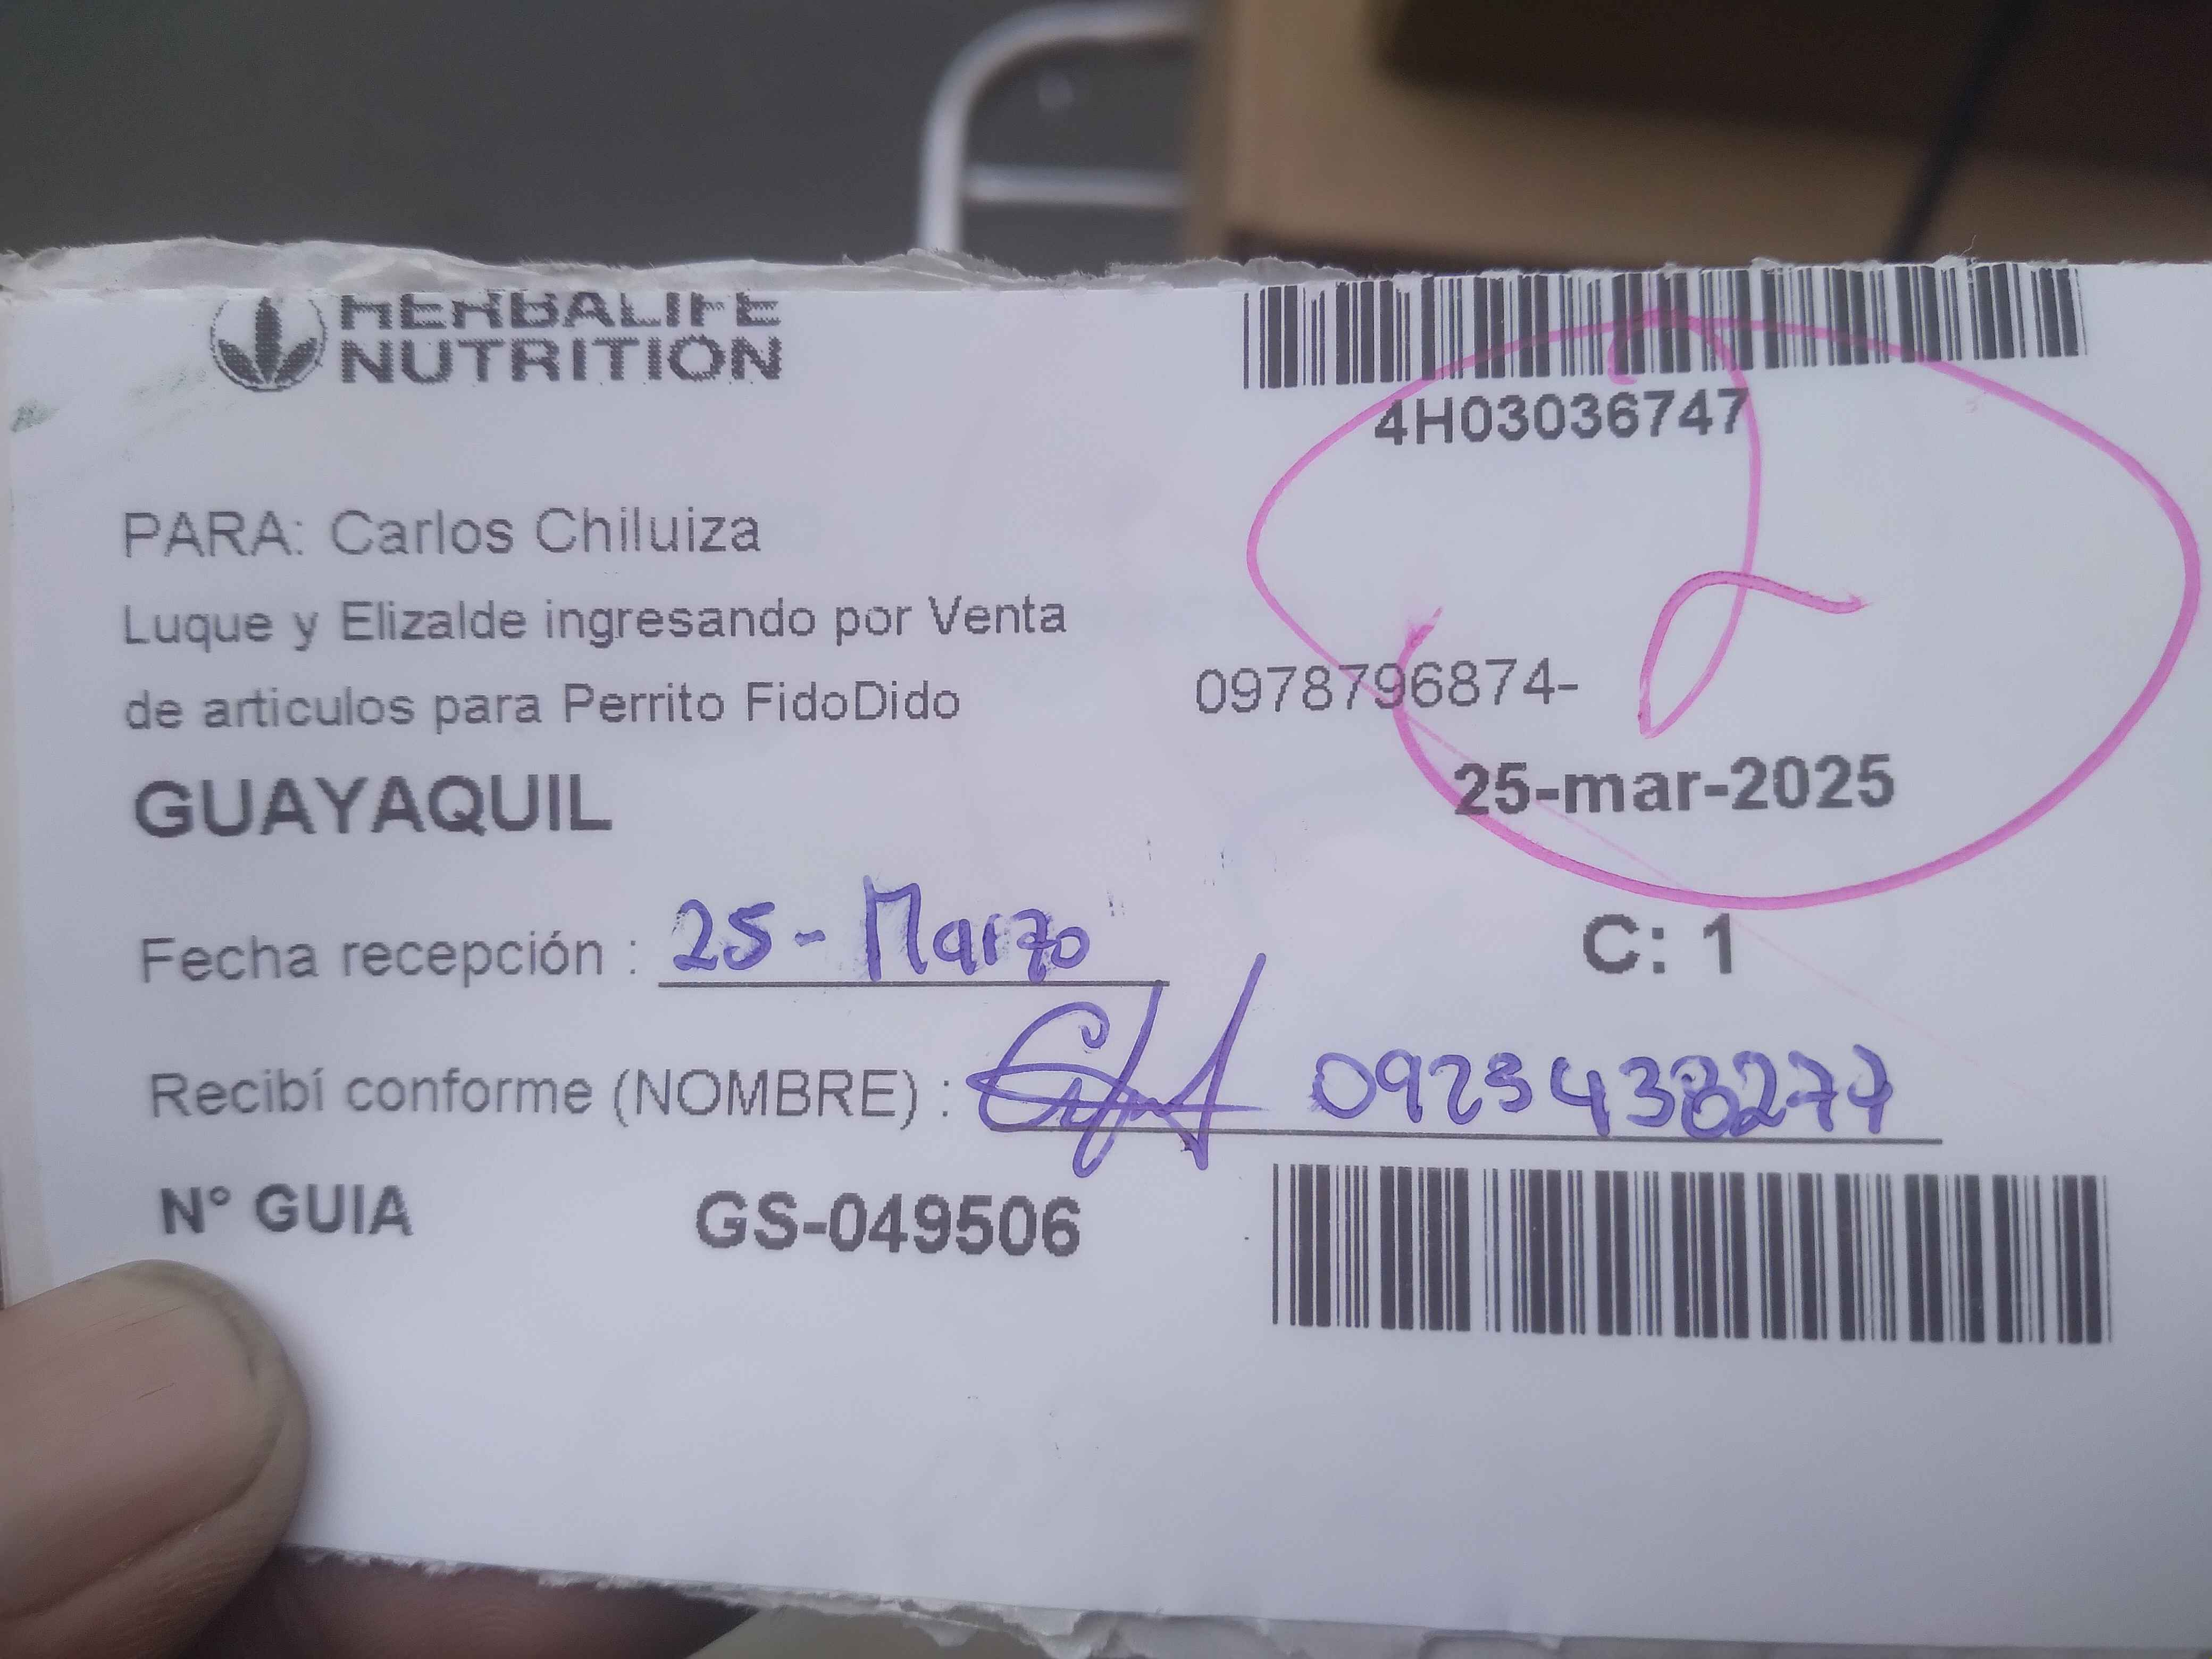 HERBALIFE
NUTRITION
4H03036747
2
PARA: Carlos Chiluiza
Luque y Elizalde ingresando por Venta
de articulos para Perrito FidoDido
0978796874-
GUAYAQUIL
25-mar-2025
Fecha recepción : 25 - Marzo
C: 1
Recibí conforme (NOMBRE) :
N° GUIA GS-049506